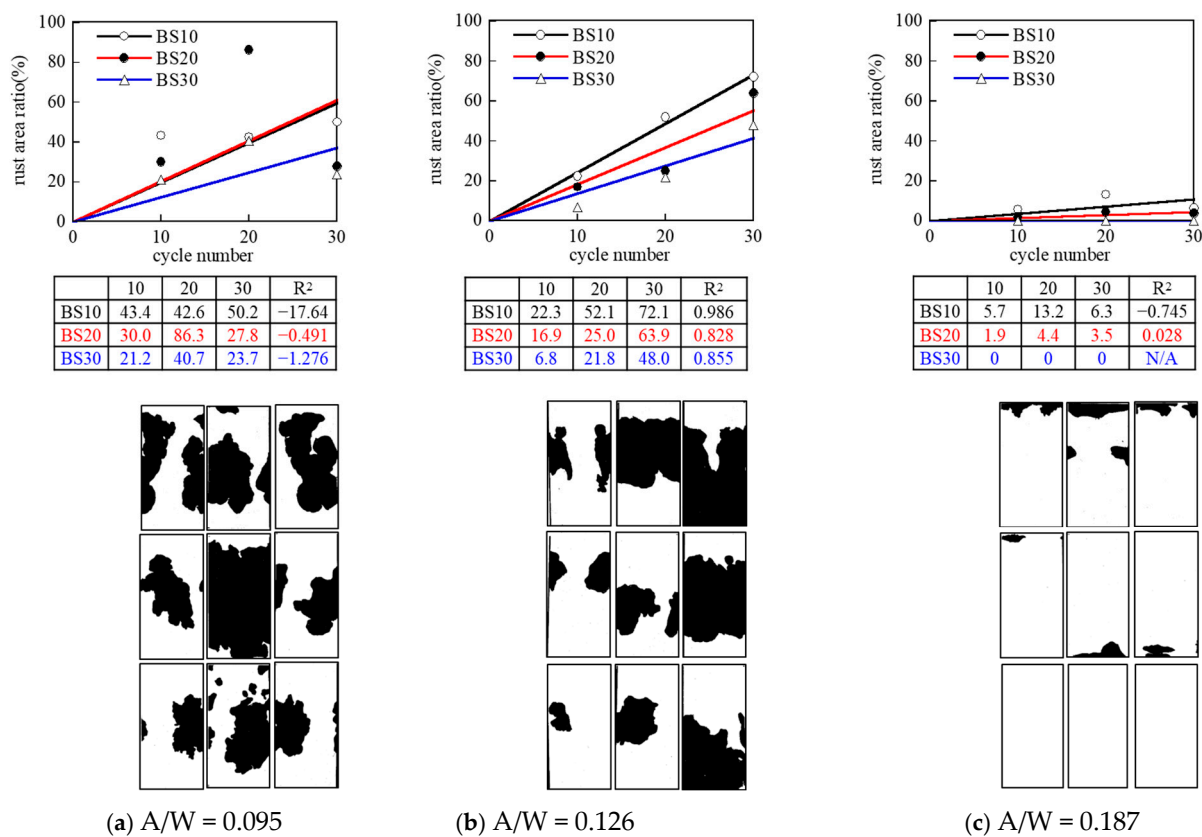 100
80
60
40
20
0
rust area ratio(%)
BS10
BS20
BS30
0 10 20 30
cycle number
10 20 30 R²
BS10 43.4 42.6 50.2 −17.64
BS20 30.0 86.3 27.8 −0.491
BS30 21.2 40.7 23.7 −1.276
(a) A/W = 0.095
100
80
60
40
20
0
rust area ratio(%)
BS10
BS20
BS30
0 10 20 30
cycle number
10 20 30 R²
BS10 22.3 52.1 72.1 0.986
BS20 16.9 25.0 63.9 0.828
BS30 6.8 21.8 48.0 0.855
(b) A/W = 0.126
100
80
60
40
20
0
rust area ratio(%)
BS10
BS20
BS30
0 10 20 30
cycle number
10 20 30 R²
BS10 5.7 13.2 6.3 −0.745
BS20 1.9 4.4 3.5 0.028
BS30 0 0 0 N/A
(c) A/W = 0.187